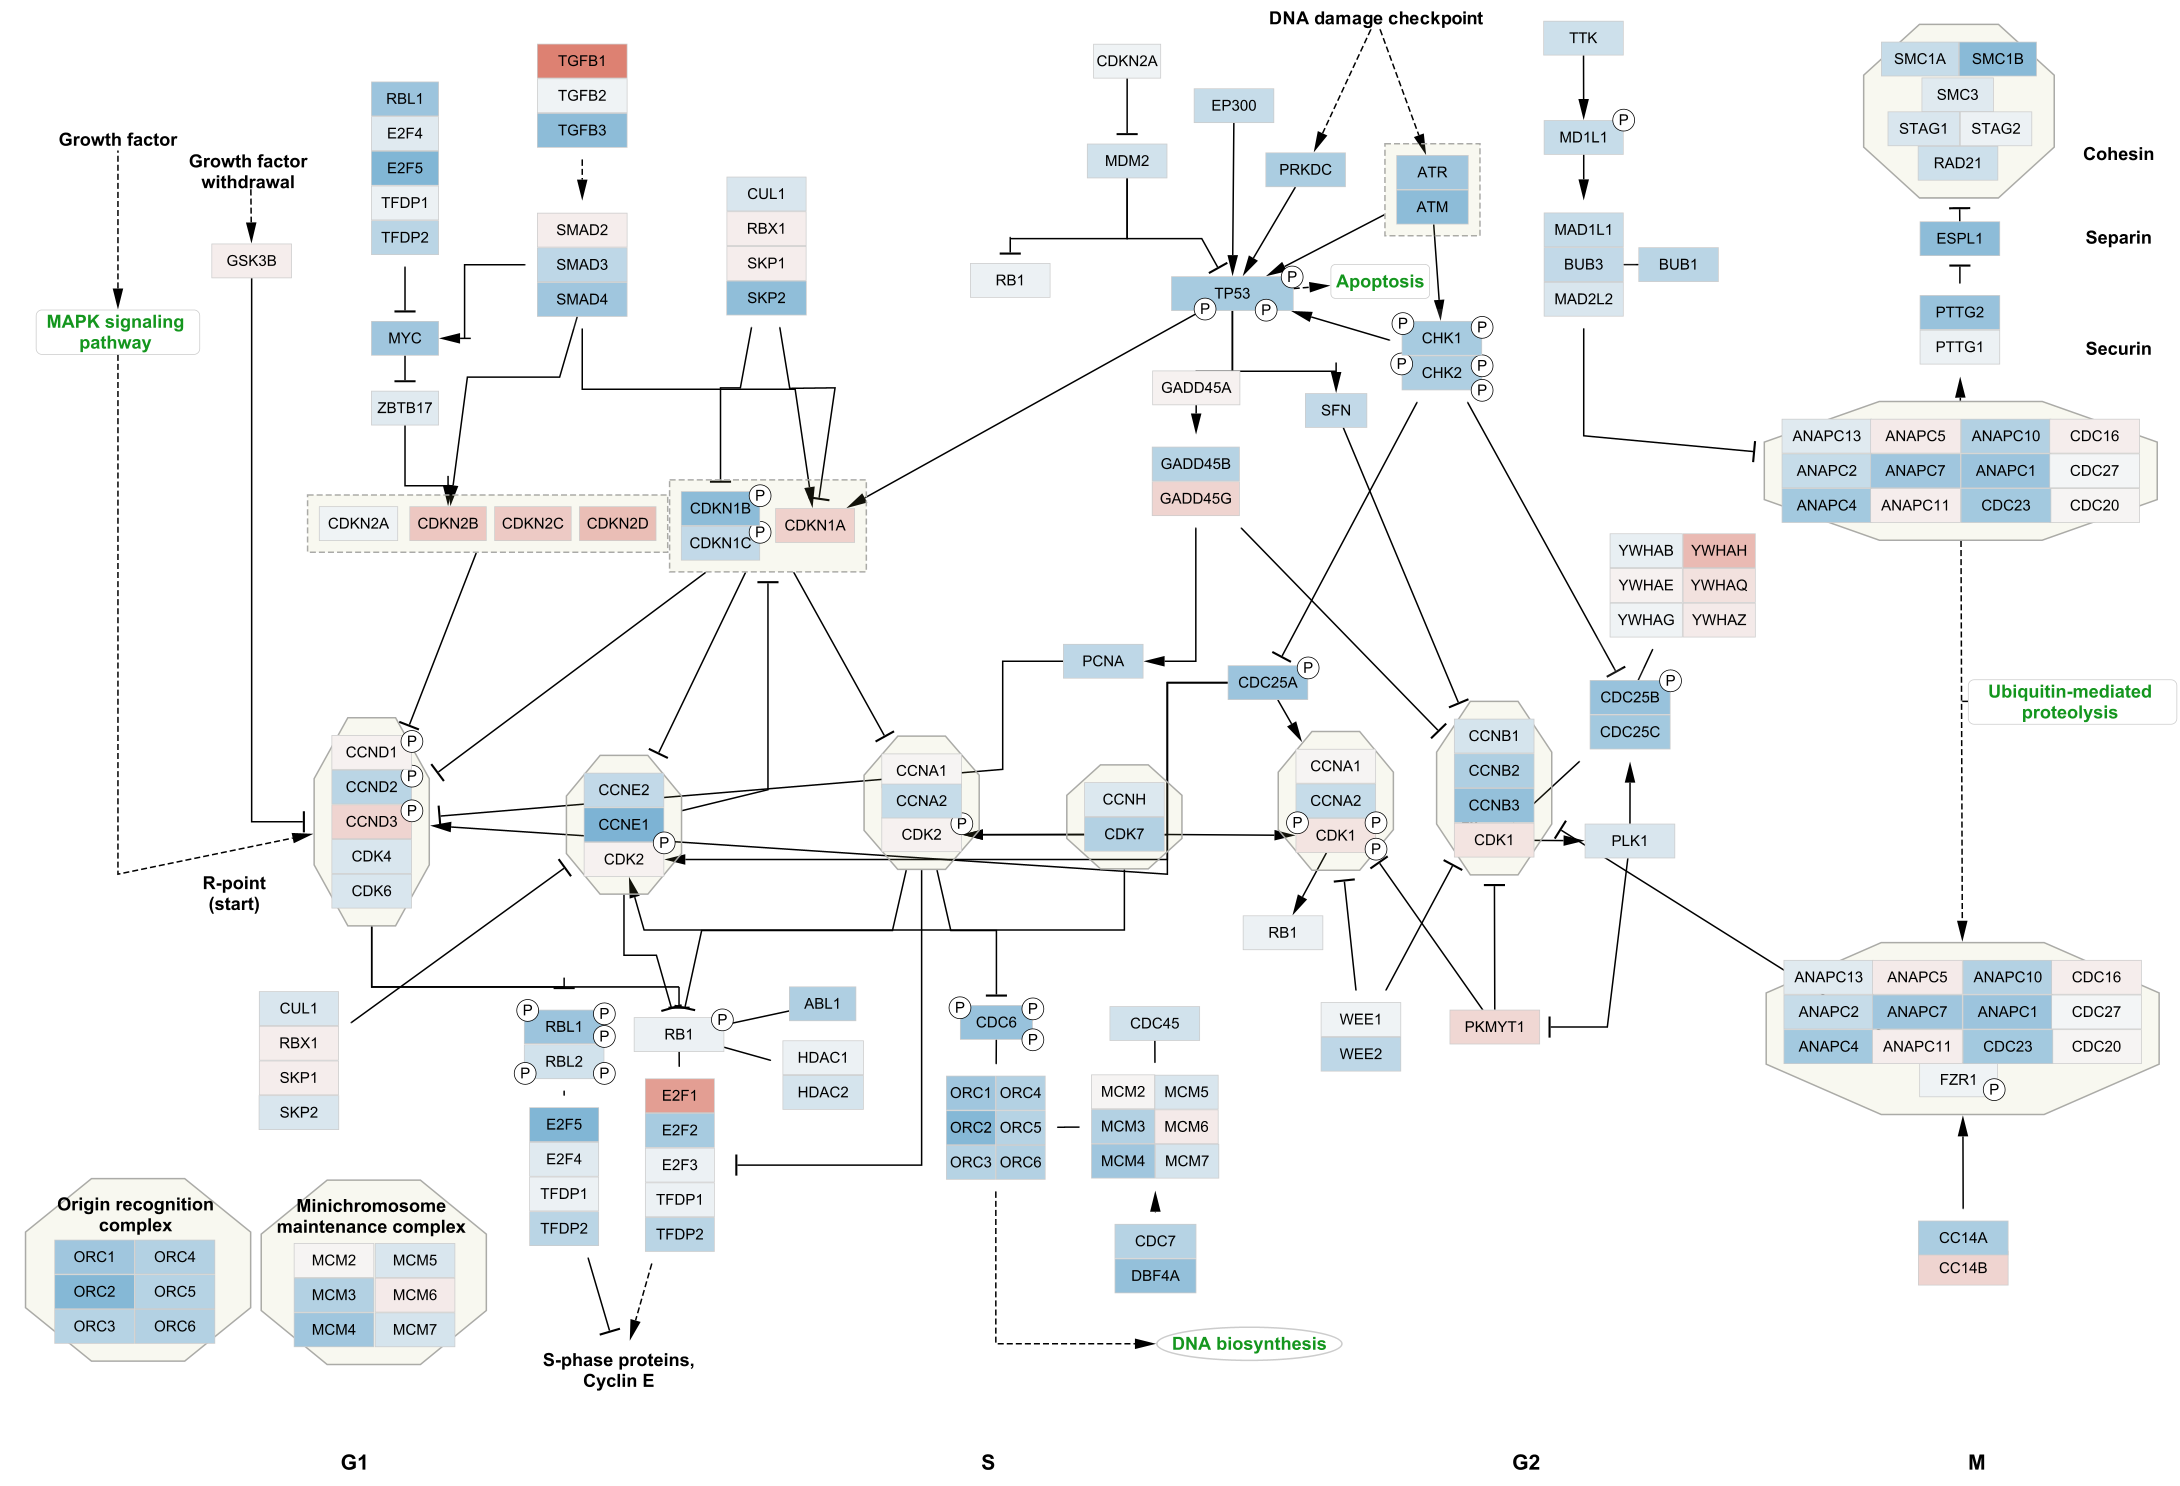 DNA damage checkpoint
TTK
SMC1A
SMC1B
CDKN2A
TGFB1
TGFB2
TGFB3
RBL1
E2F4
E2F5
TFDP1
TFDP2
EP300
SMC3
STAG1
STAG2
RAD21
P
MD1L1
Growth factor
Growth factor
withdrawal
MDM2
PRKDC
ATR
ATM
Cohesin
CUL1
RBX1
SKP1
SKP2
SMAD2
SMAD3
SMAD4
MAD1L1
BUB3
MAD2L2
BUB1
ESPL1
Separin
GSK3B
RB1
TP53
P
P
P
Apoptosis
MAPK signaling
pathway
MYC
CHK1
CHK2
P
P
P
P
P
PTTG2
PTTG1
Securin
ZBTB17
GADD45A
SFN
GADD45B
GADD45G
ANAPC13
ANAPC5
ANAPC10
CDC16
ANAPC2
ANAPC7
ANAPC1
CDC27
ANAPC4
ANAPC11
CDC23
CDC20
CDKN2A
CDKN2B
CDKN2C
CDKN2D
CDKN1B
P
CDKN1C
P
CDKN1A
YWHAB
YWHAH
YWHAE
YWHAQ
YWHAG
YWHAZ
PCNA
CDC25A
P
CDC25B
P
CDC25C
Ubiquitin-mediated
proteolysis
CCND1
P
CCND2
P
CCND3
P
CDK4
CDK6
CCNE2
CCNE1
CDK2
P
CCNA1
CCNA2
CDK2
P
CCNH
CDK7
CCNA1
CCNA2
CDK1
P
P
P
CCNB1
CCNB2
CCNB3
CDK1
PLK1
R-point
(start)
RB1
CUL1
RBX1
SKP1
SKP2
RBL1
RBL2
P
P
P
P
P
RB1
P
ABL1
HDAC1
HDAC2
CDC6
P
P
P
CDC45
WEE1
WEE2
PKMYT1
ANAPC13
ANAPC5
ANAPC10
CDC16
ANAPC2
ANAPC7
ANAPC1
CDC27
ANAPC4
ANAPC11
CDC23
CDC20
FZR1
P
E2F5
E2F4
TFDP1
TFDP2
E2F1
E2F2
E2F3
TFDP1
TFDP2
ORC1
ORC4
ORC2
ORC5
ORC3
ORC6
MCM2
MCM5
MCM3
MCM6
MCM4
MCM7
CDC7
DBF4A
CC14A
CC14B
Origin recognition
complex
ORC1
ORC4
ORC2
ORC5
ORC3
ORC6
Minichromosome
maintenance complex
MCM2
MCM5
MCM3
MCM6
MCM4
MCM7
S-phase proteins,
Cyclin E
DNA biosynthesis
G1
S
G2
M